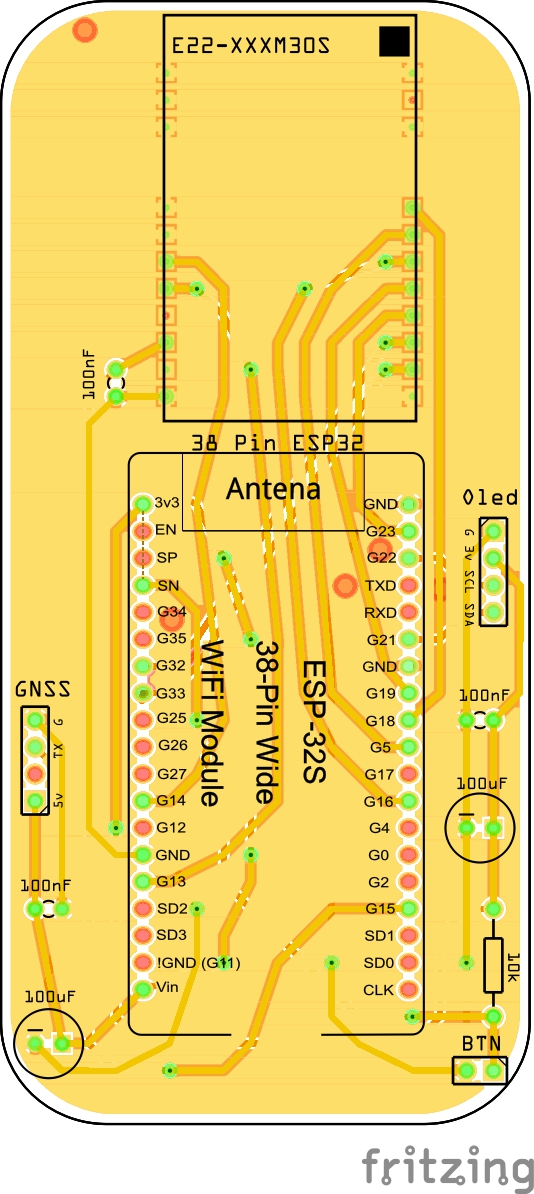 E22-XXXM30S
100nF
38 Pin ESP32
Antena
3v3
EN
SP
SN
G34
G35
G32
G33
G25
G26
G27
G14
G12
GND
G13
SD2
SD3
!GND (G11)
Vin
GND
G23
G22
TXD
RXD
G21
GND
G19
G18
G5
G17
G16
G4
G0
G2
G15
SD1
SD0
CLK
WiFi Module
38-Pin Wide
ESP-32S
Oled
G
3v
SCL
SDA
GNSS
G
TX
5v
100nF
100uF
100nF
100uF
10k
BTN
fritzing